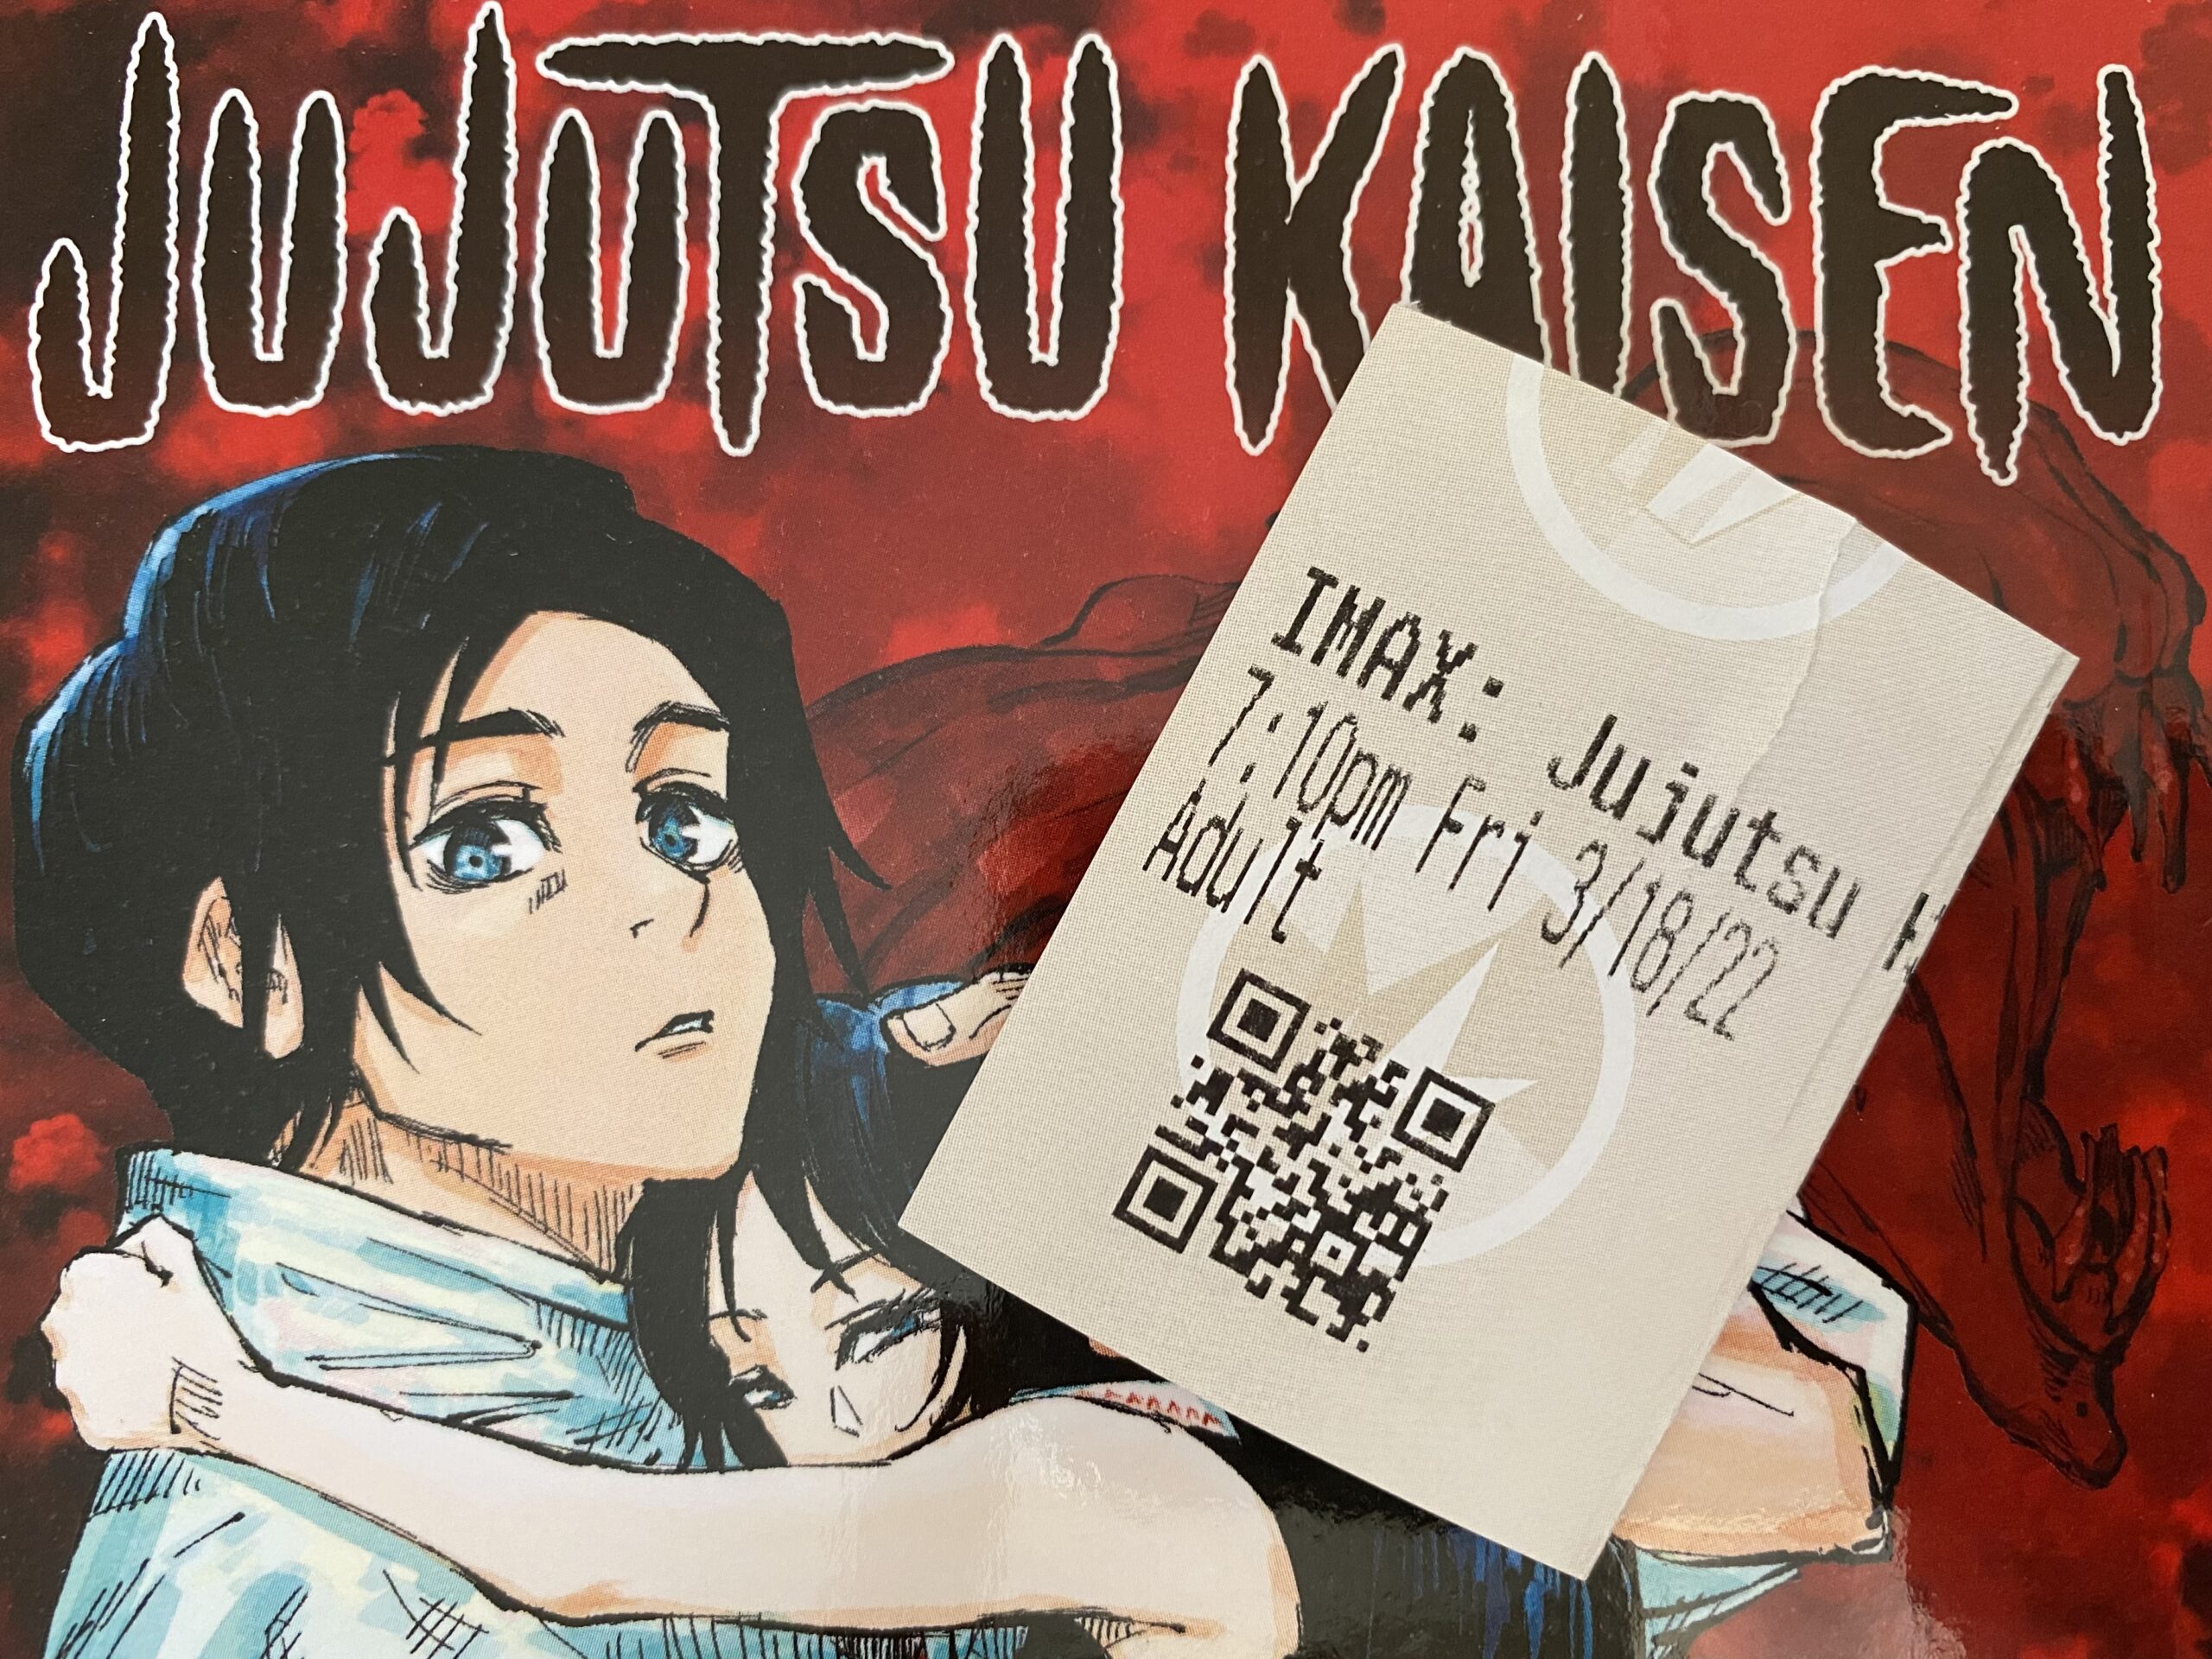 JUJUTSU KAISEN
IMAX: Jujutsu K
7:10pm Fri 3/18/22
Adult